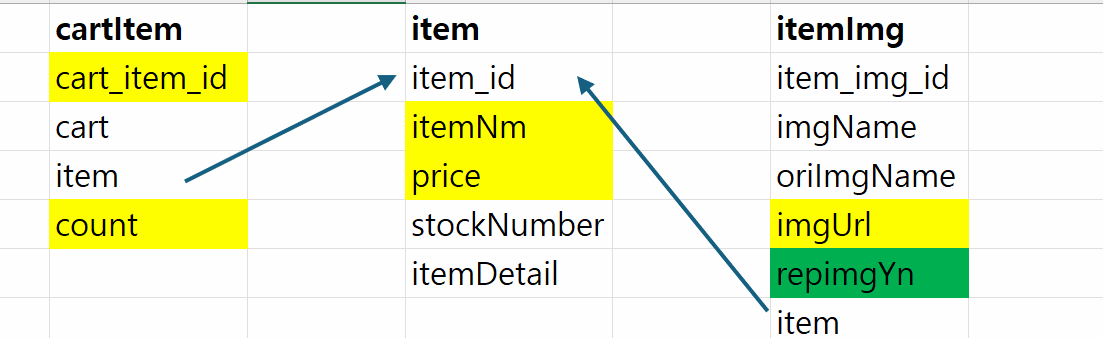 cartItem item itemImg
cart_item_id item_id item_img_id
cart itemNm imgName
item price oriImgName
count stockNumber imgUrl
itemDetail repimgYn
item